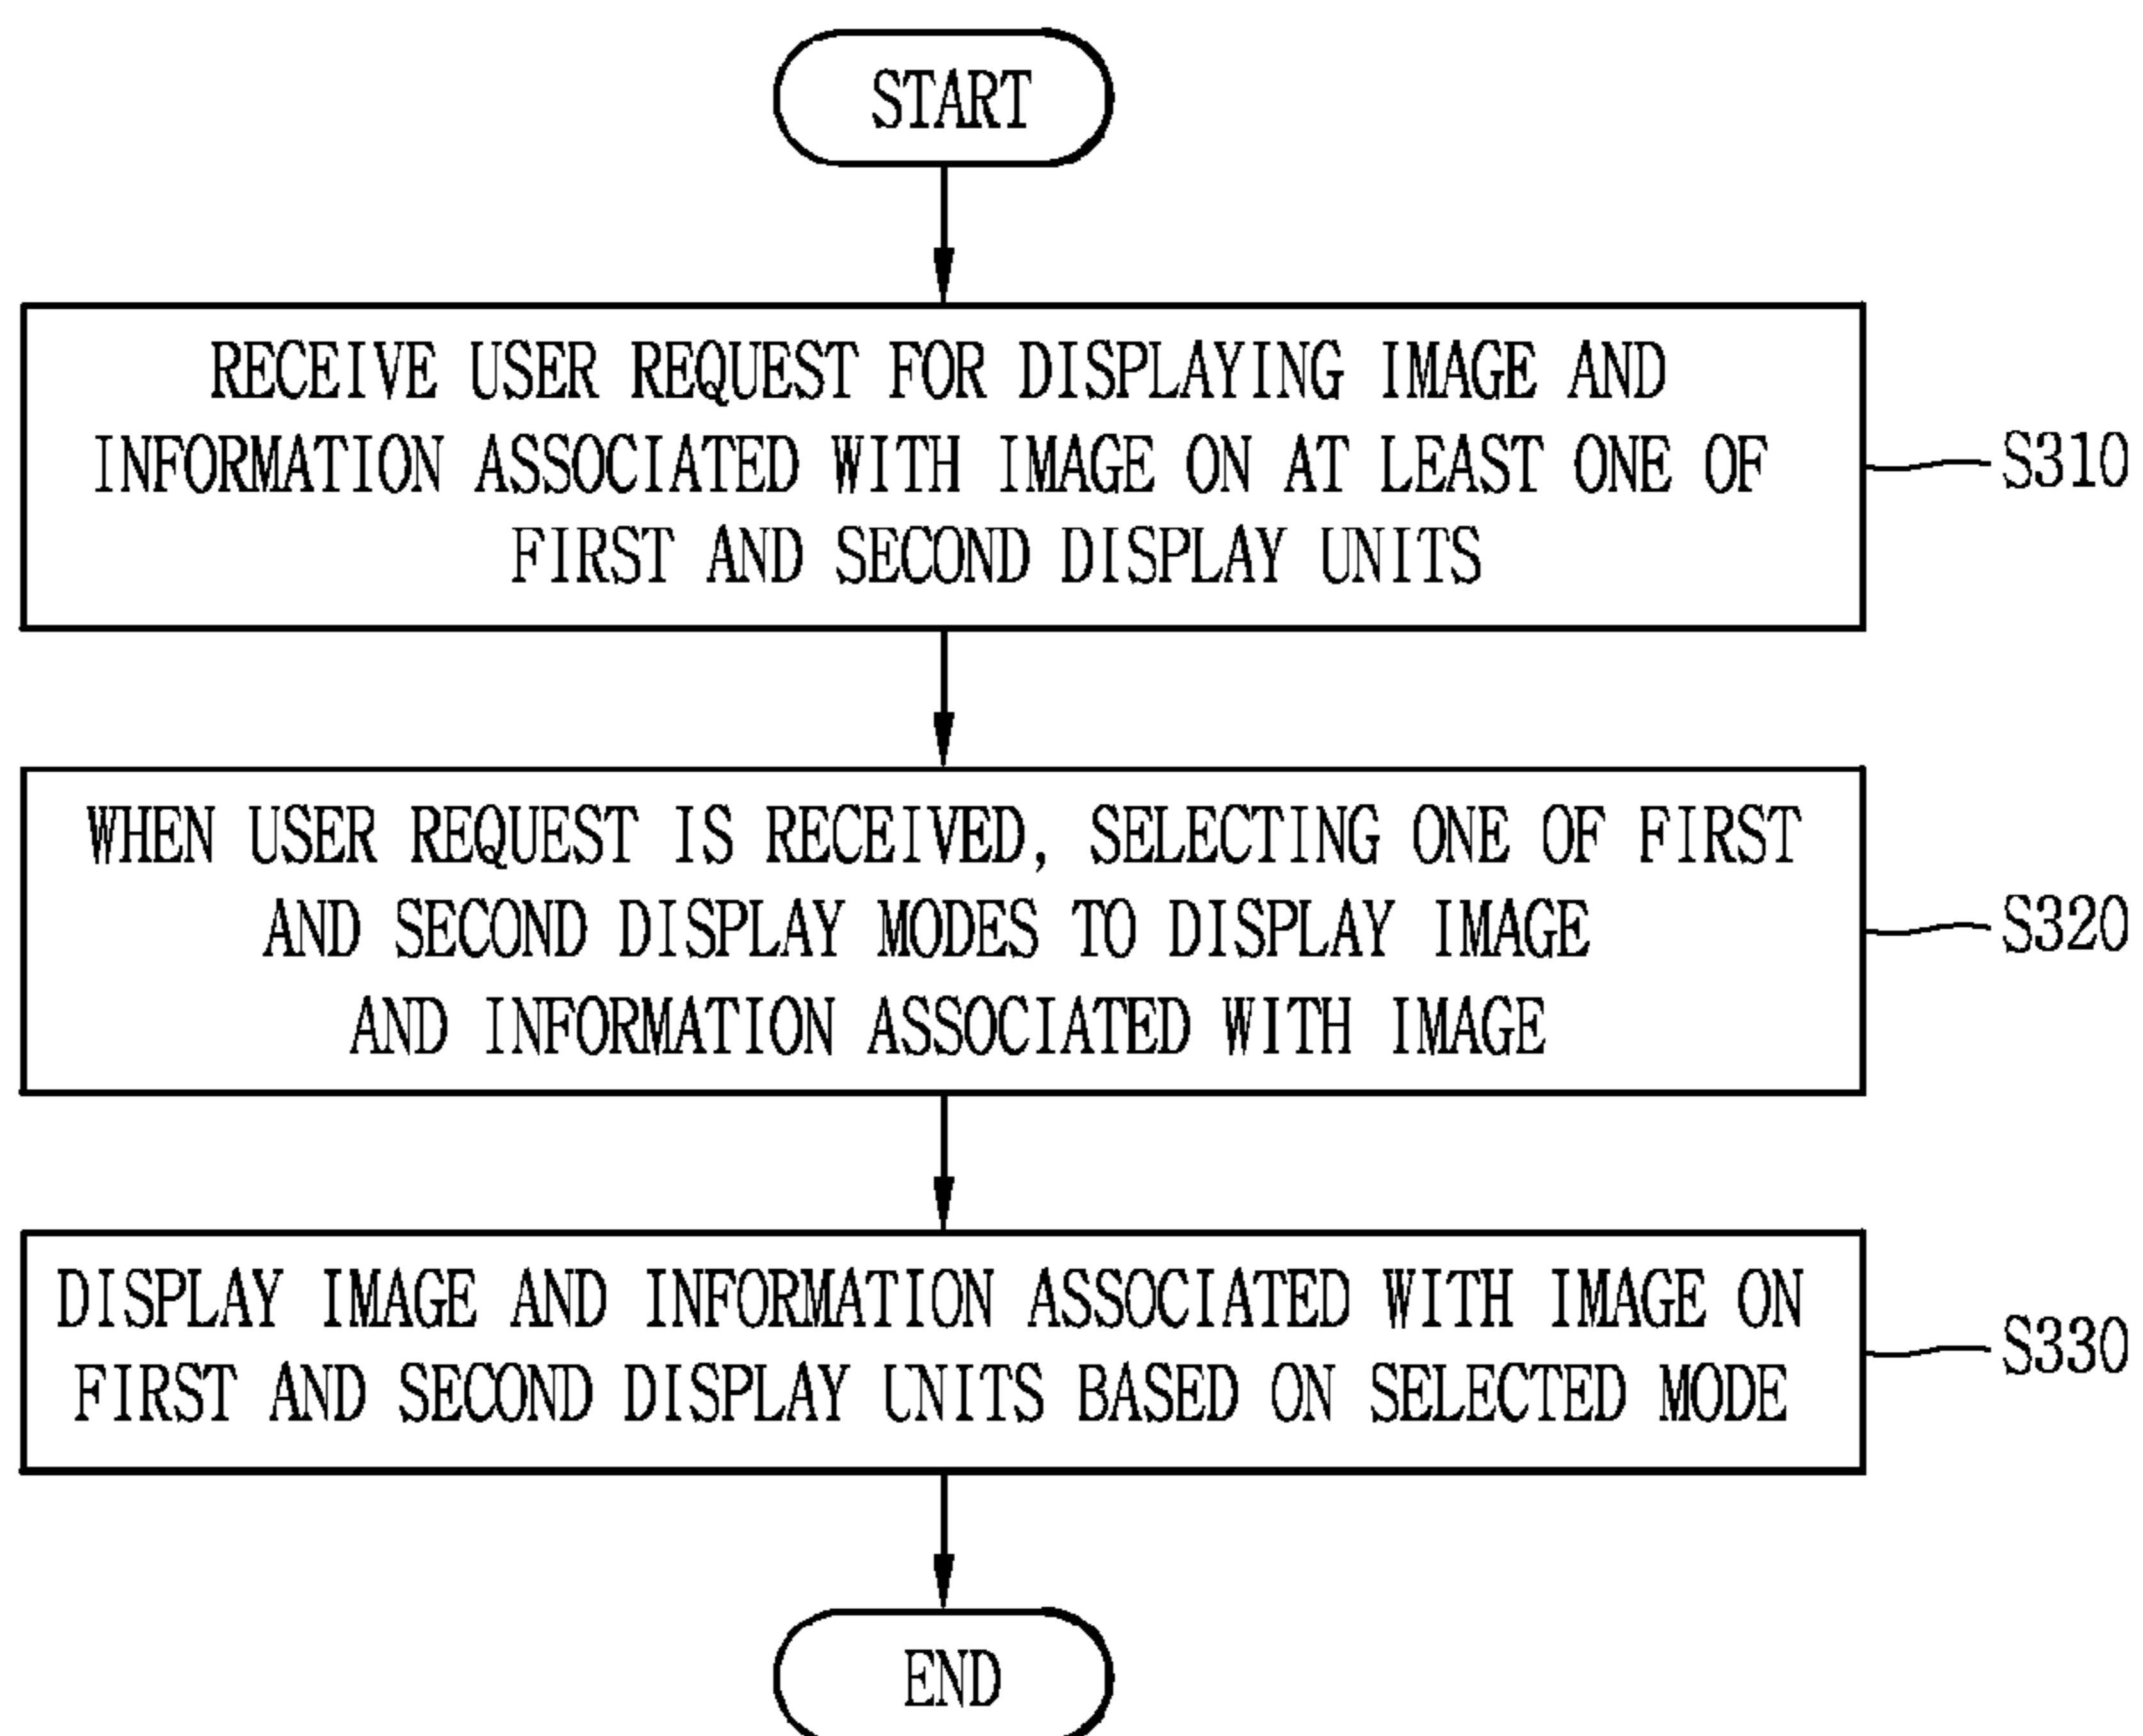 START
RECEIVE USER REQUEST FOR DISPLAYING IMAGE AND
INFORMATION ASSOCIATED WITH IMAGE ON AT LEAST ONE OF
FIRST AND SECOND DISPLAY UNITS
S310
WHEN USER REQUEST IS RECEIVED, SELECTING ONE OF FIRST
AND SECOND DISPLAY MODES TO DISPLAY IMAGE
AND INFORMATION ASSOCIATED WITH IMAGE
S320
DISPLAY IMAGE AND INFORMATION ASSOCIATED WITH IMAGE ON
FIRST AND SECOND DISPLAY UNITS BASED ON SELECTED MODE
S330
END